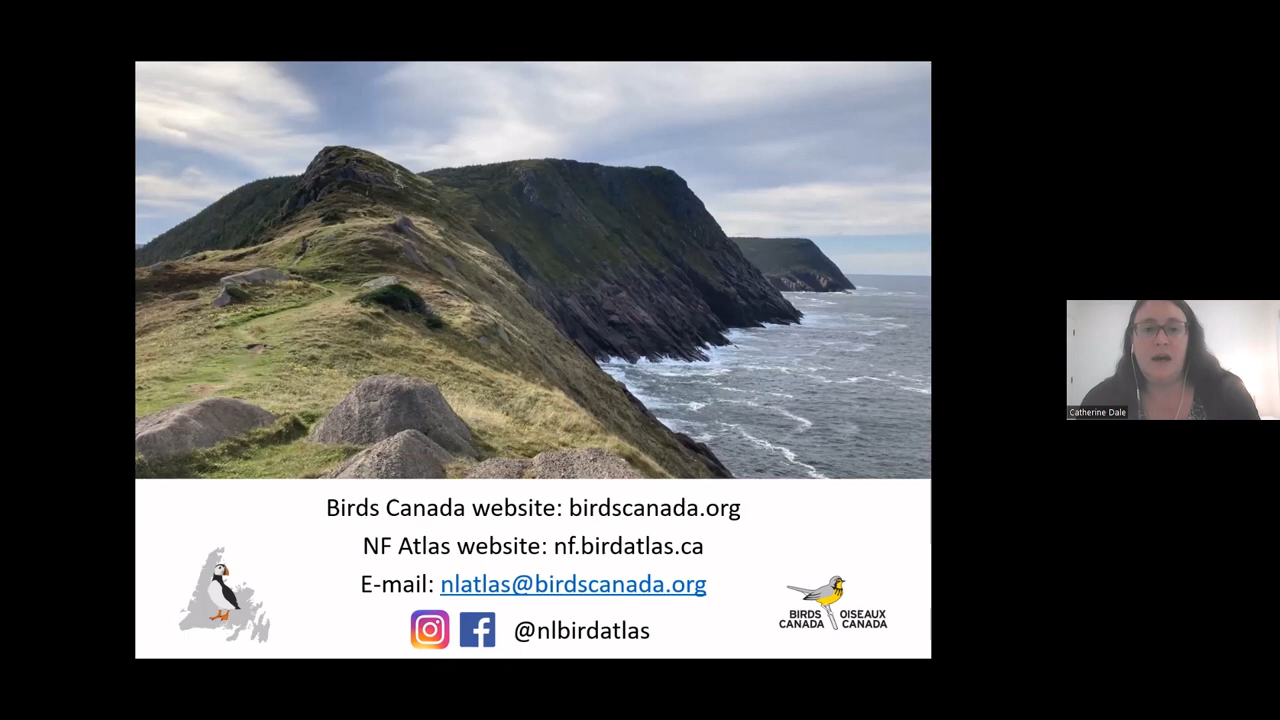 Birds Canada website: birdscanada.org
NF Atlas website: nf.birdatlas.ca
E-mail: nlatlas@birdscanada.org
@nlbirdatlas
BIRDS OISEAUX
CANADA CANADA
Catherine Dale